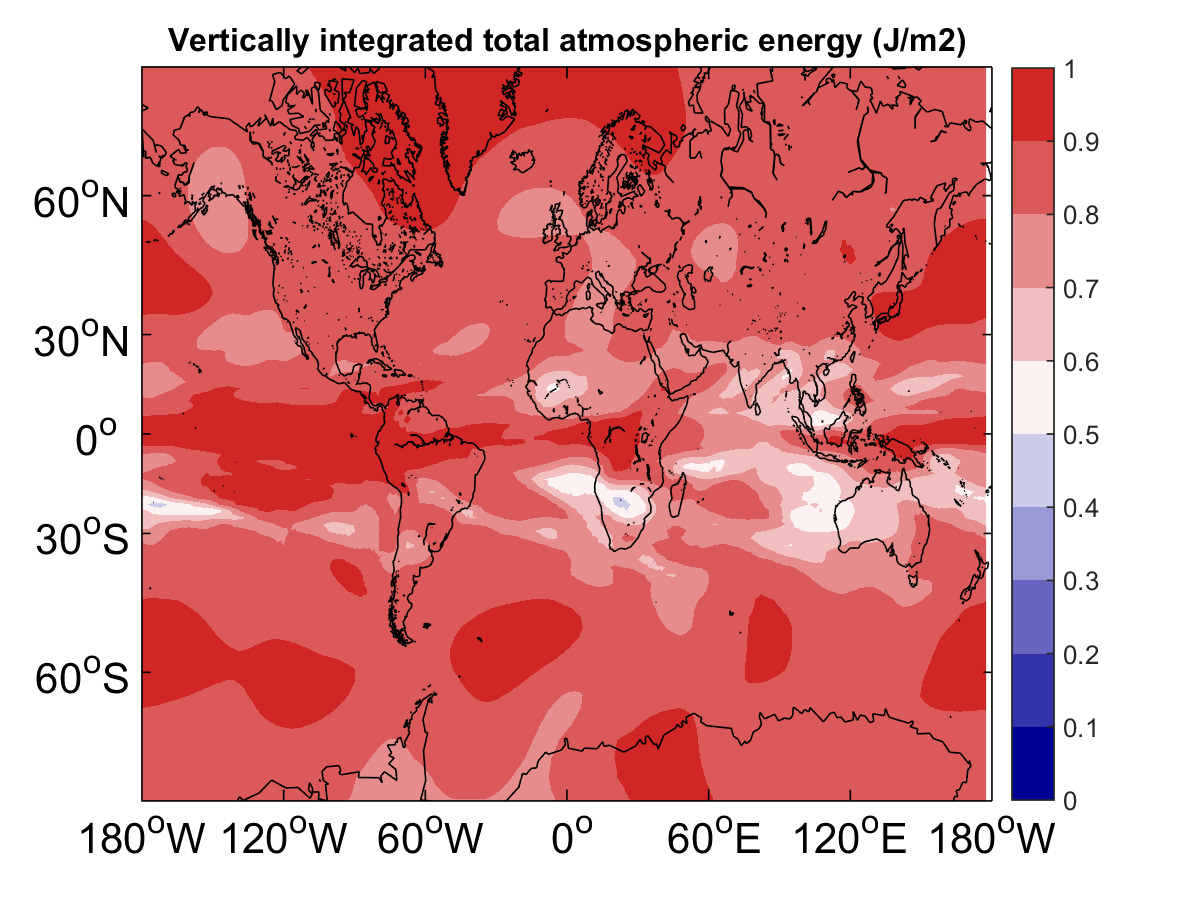 Vertically integrated total atmospheric energy (J/m2)
60°N
30°N
0°
30°S
60°S
180°W 120°W 60°W 0° 60°E 120°E 180°W
1
0.9
0.8
0.7
0.6
0.5
0.4
0.3
0.2
0.1
0